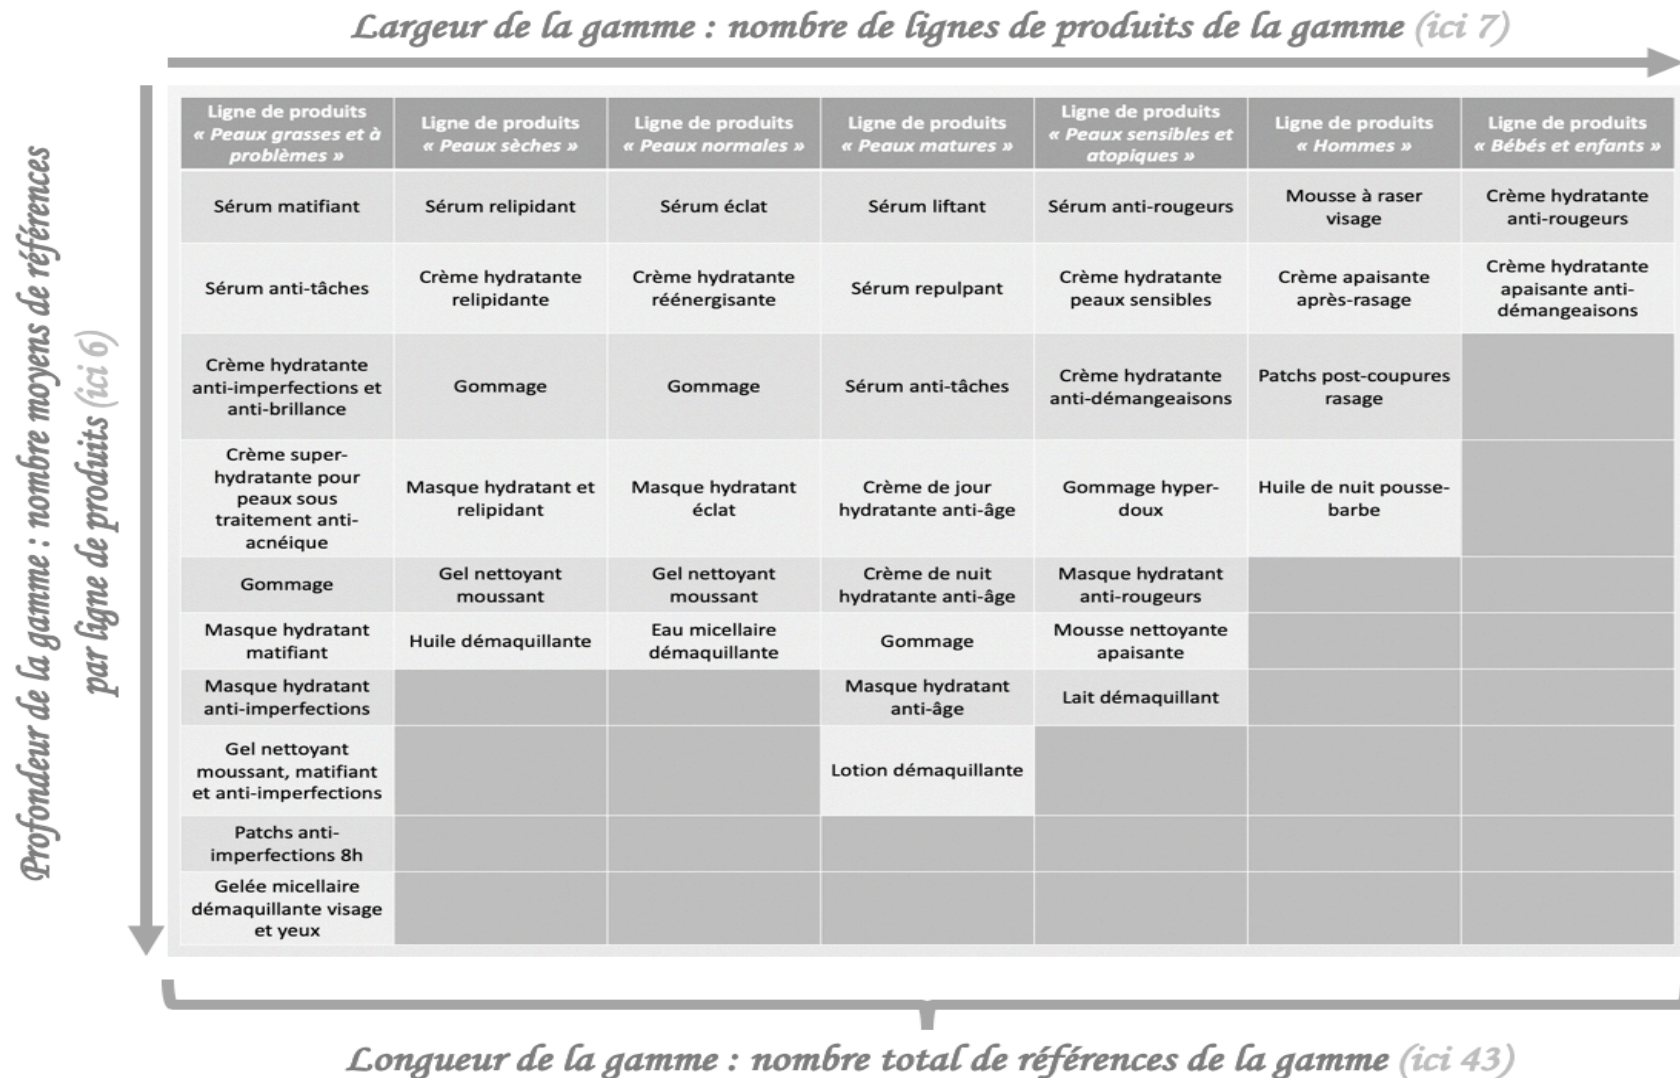 Largeur de la gamme : nombre de lignes de produits de la gamme (ici 7)
Profondeur de la gamme : nombre moyens de références
par ligne de produits (ici 6)
Ligne de produits
« Peaux grasses et à
problèmes »
Ligne de produits
« Peaux sèches »
Ligne de produits
« Peaux normales »
Ligne de produits
« Peaux matures »
Ligne de produits
« Peaux sensibles et
atopiques »
Ligne de produits
« Hommes »
Ligne de produits
« Bébés et enfants »
Sérum matifiant
Sérum relipidant
Sérum éclat
Sérum liftant
Sérum anti-rougeurs
Mousse à raser
visage
Crème hydratante
anti-rougeurs
Sérum anti-tâches
Crème hydratante
relipidante
Crème hydratante
réénergisante
Sérum repulpant
Crème hydratante
peaux sensibles
Crème apaisante
après-rasage
Crème hydratante
apaisante anti-
démangeaisons
Crème hydratante
anti-imperfections et
anti-brillance
Gommage
Gommage
Sérum anti-tâches
Crème hydratante
anti-démangeaisons
Patchs post-coupures
rasage
Crème super-
hydratante pour
peaux sous
traitement anti-
acnéique
Masque hydratant et
relipidant
Masque hydratant
éclat
Crème de jour
hydratante anti-âge
Gommage hyper-
doux
Huile de nuit pousse-
barbe
Gommage
Gel nettoyant
moussant
Gel nettoyant
moussant
Crème de nuit
hydratante anti-âge
Masque hydratant
anti-rougeurs
Masque hydratant
matifiant
Huile démaquillante
Eau micellaire
démaquillante
Gommage
Mousse nettoyante
apaisante
Masque hydratant
anti-imperfections
Masque hydratant
anti-âge
Lait démaquillant
Gel nettoyant
moussant, matifiant
et anti-imperfections
Lotion démaquillante
Patchs anti-
imperfections 8h
Gelée micellaire
démaquillante visage
et yeux
Longueur de la gamme : nombre total de références de la gamme (ici 43)